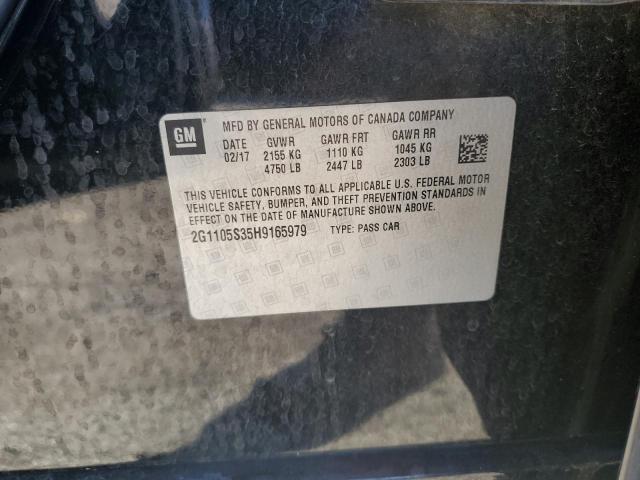 GM
MFD BY GENERAL MOTORS OF CANADA COMPANY
DATE GVWR GAWR FRT GAWR RR
02/17 2155 KG 1110 KG 1045 KG
4750 LB 2447 LB 2303 LB
THIS VEHICLE CONFORMS TO ALL APPLICABLE U.S. FEDERAL MOTOR
VEHICLE SAFETY, BUMPER, AND THEFT PREVENTION STANDARDS IN
EFFECT ON THE DATE OF MANUFACTURE SHOWN ABOVE.
2G1105S35H9165979 TYPE: PASS CAR